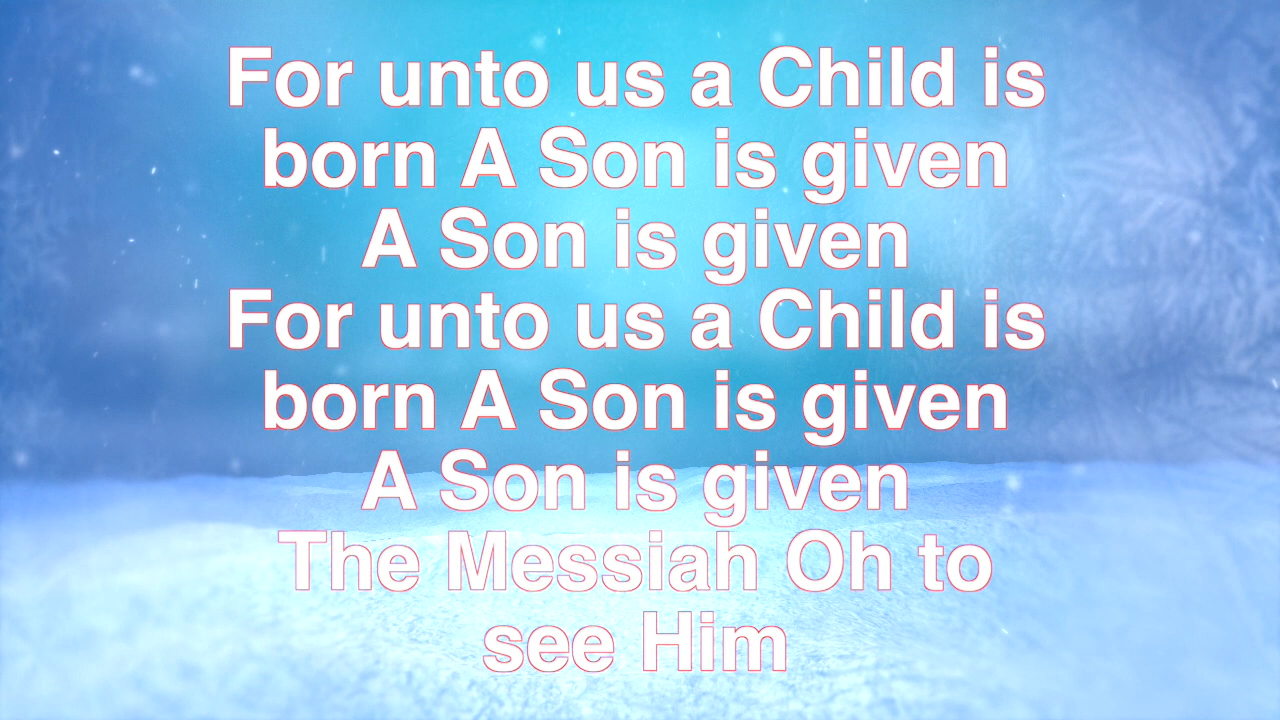 For unto us a Child is
born A Son is given
A Son is given
For unto us a Child is
born A Son is given
A Son is given
The Messiah Oh to
see Him